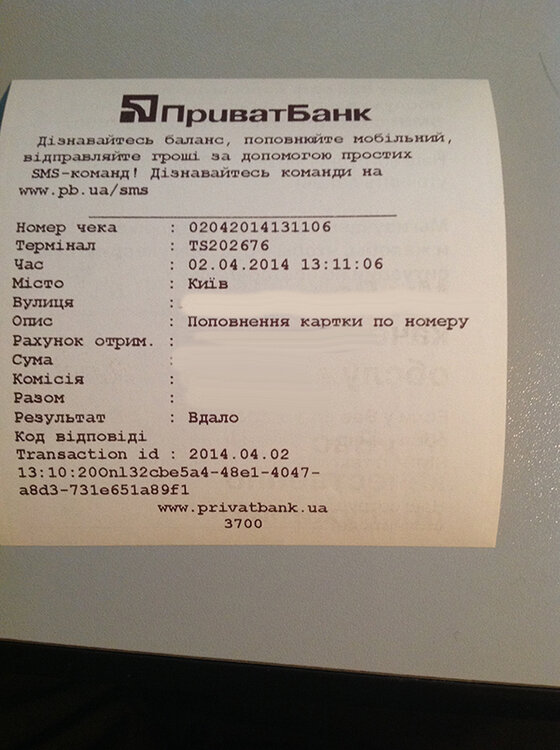 ПриватБанк
Дізнавайтесь баланс, поповнюйте мобільний,
відправляйте гроші за допомогою простих
SMS-команд! Дізнавайтесь команди на
www.pb.ua/sms
Номер чека : 02042014131106
Термінал : TS202676
Час : 02.04.2014 13:11:06
Місто : Київ
Вулиця :
Опис : Поповнення картки по номеру
Рахунок отрим. :
Сума :
Комісія :
Разом :
Результат : Вдало
Код відповіді
Transaction id : 2014.04.02
13:10:20Onl32cbe5a4-48e1-4047-
a8d3-731e651a89f1
www.privatbank.ua
3700